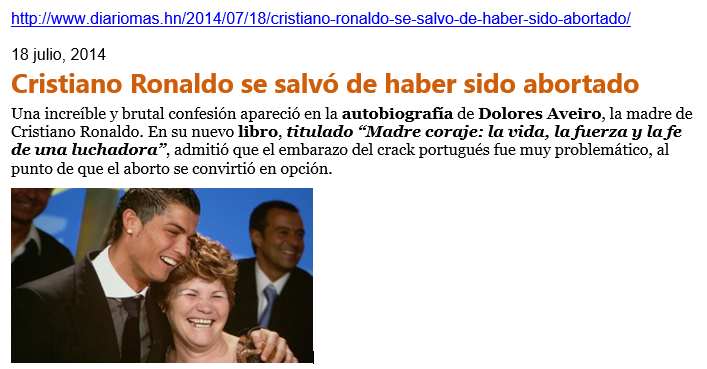 http://www.diariomas.hn/2014/07/18/cristiano-ronaldo-se-salvo-de-haber-sido-abortado/
18 julio, 2014
Cristiano Ronaldo se salvó de haber sido abortado
Una increíble y brutal confesión apareció en la autobiografía de Dolores Aveiro, la madre de
Cristiano Ronaldo. En su nuevo libro, titulado “Madre coraje: la vida, la fuerza y la fe
de una luchadora”, admitió que el embarazo del crack portugués fue muy problemático, al
punto de que el aborto se convirtió en opción.